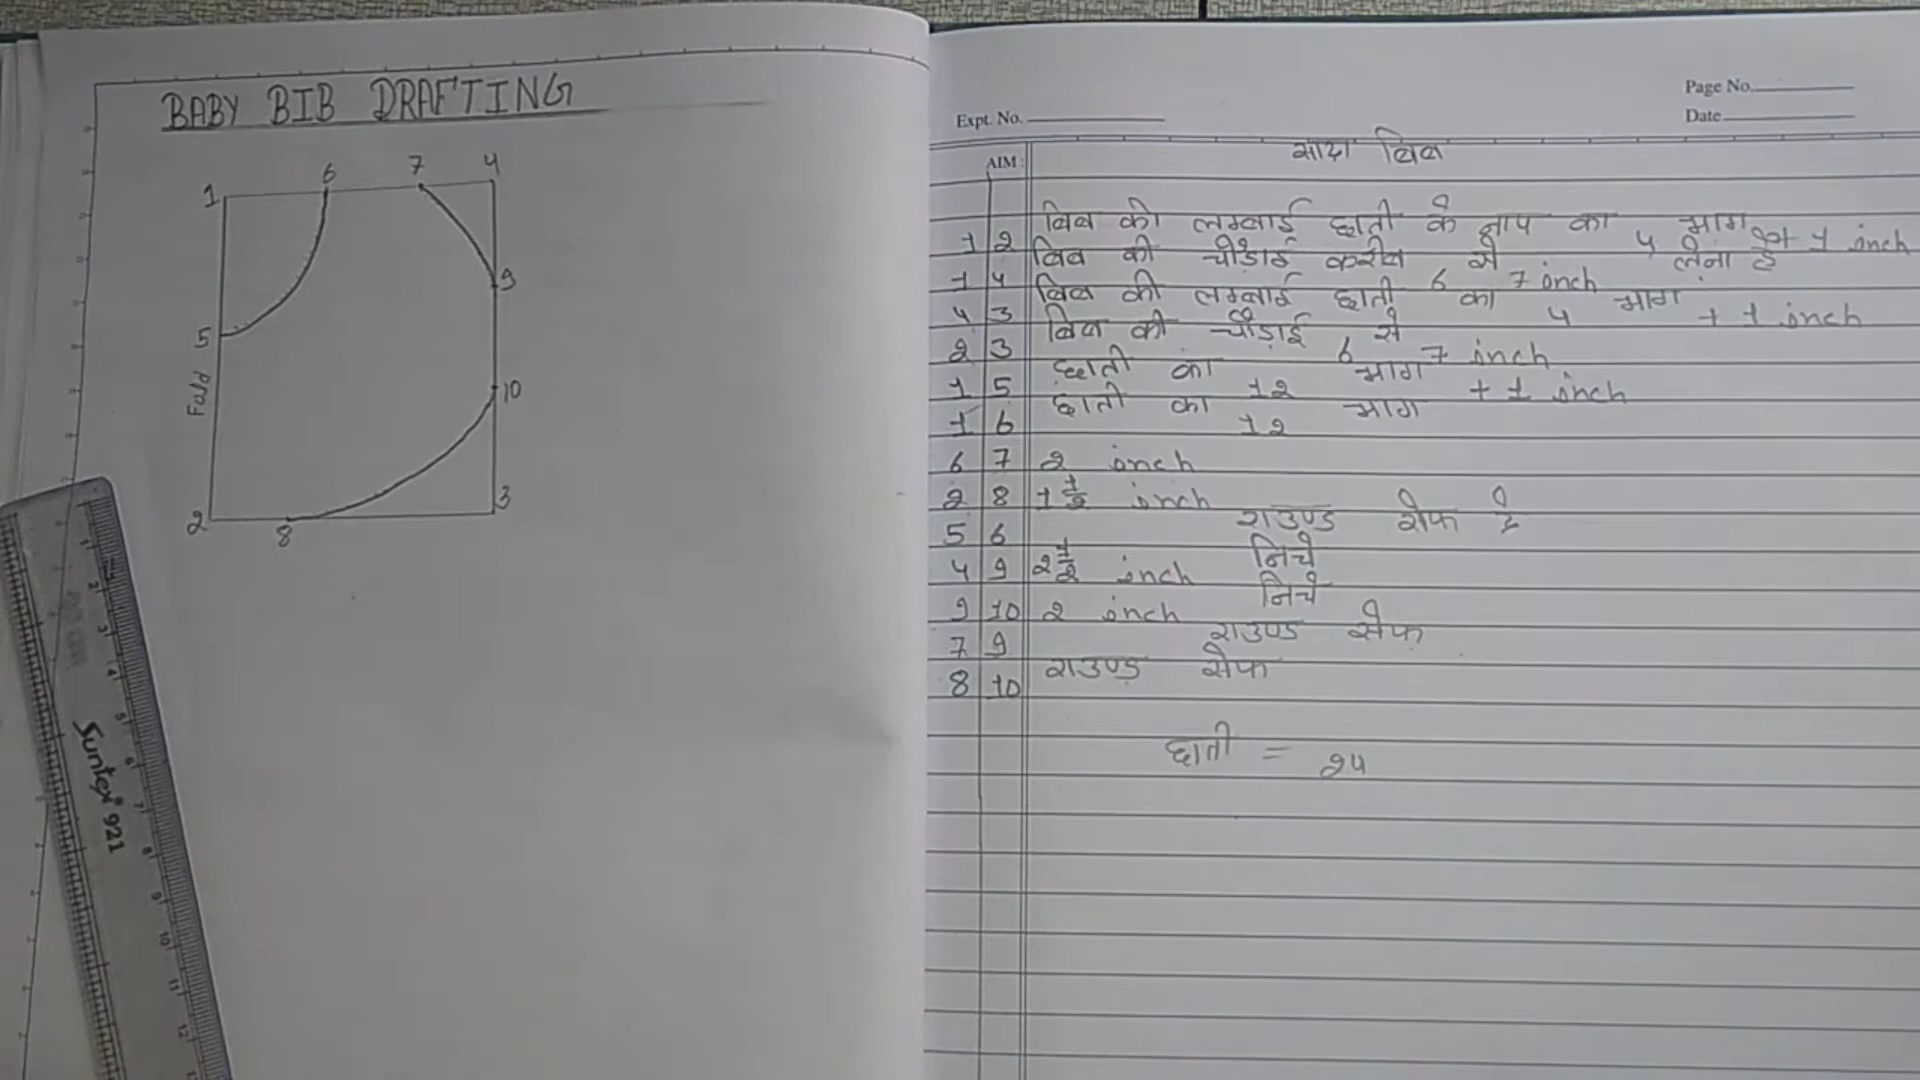 BABY BIB DRAFTING
1 6 7 4
9
5
10
Fold
3
2 8
Suntex 921
Page No.
Expt. No.
Date
AIM :
सादा बिब
1 2 बिब की लम्बाई छाती के नाप का 4 भाग 1 inch
1 4 बिब की चौडाई करीब 6 से 7 inch लेना है
4 3 बिब की लम्बाई छाती का 4 भाग + 1 inch
2 3 बिब की चौड़ाई 6 से 7 inch
1 5 छाती का 12 भाग + 1 inch
1 6 छाती का 12 भाग
6 7 2 inch
2 8 1 1/2 inch
5 6 राउण्ड सेफ दे
4 9 2 1/2 inch निचे
9 10 2 inch निचे
7 9 राउण्ड सेफ
8 10 राउण्ड सेफ
छाती = 24